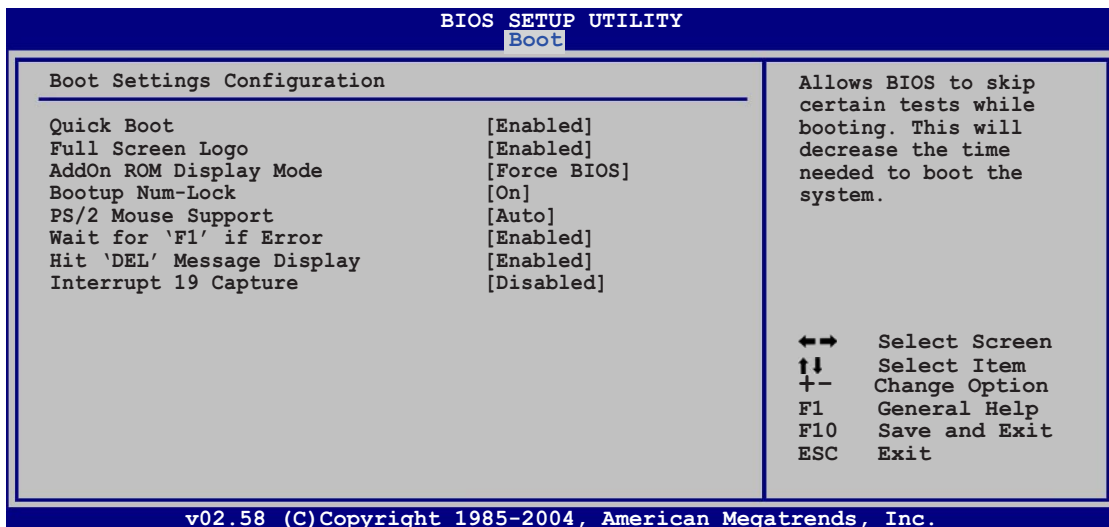 BIOS SETUP UTILITY
Boot
Boot Settings Configuration
Quick Boot [Enabled]
Full Screen Logo [Enabled]
AddOn ROM Display Mode [Force BIOS]
Bootup Num-Lock [On]
PS/2 Mouse Support [Auto]
Wait for ‘F1’ if Error [Enabled]
Hit ‘DEL’ Message Display [Enabled]
Interrupt 19 Capture [Disabled]
Allows BIOS to skip
certain tests while
booting. This will
decrease the time
needed to boot the
system.
←→ Select Screen
↑↓ Select Item
+- Change Option
F1 General Help
F10 Save and Exit
ESC Exit
v02.58 (C)Copyright 1985-2004, American Megatrends, Inc.